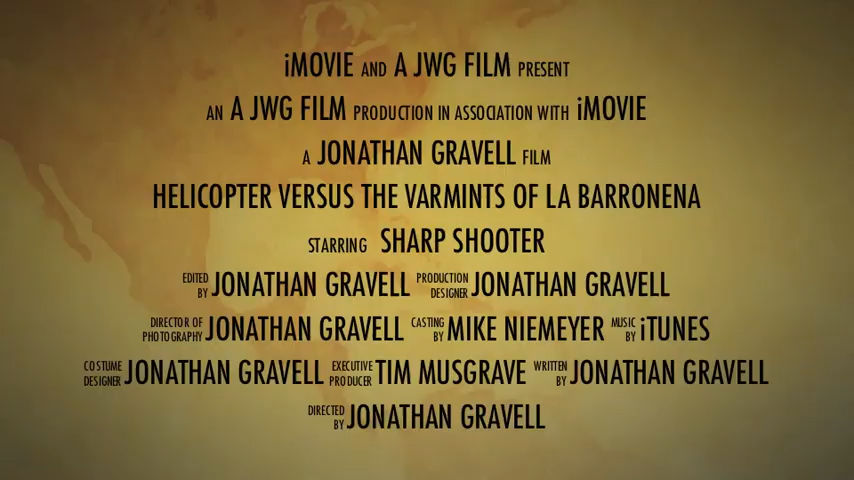 iMOVIE AND A JWG FILM PRESENT
AN A JWG FILM PRODUCTION IN ASSOCIATION WITH iMOVIE
A JONATHAN GRAVELL FILM
HELICOPTER VERSUS THE VARMINTS OF LA BARRONENA
STARRING SHARP SHOOTER
EDITED BY JONATHAN GRAVELL PRODUCTION DESIGNER JONATHAN GRAVELL
DIRECTOR OF PHOTOGRAPHY JONATHAN GRAVELL CASTING BY MIKE NIEMEYER MUSIC BY iTUNES
COSTUME DESIGNER JONATHAN GRAVELL EXECUTIVE PRODUCER TIM MUSGRAVE WRITTEN BY JONATHAN GRAVELL
DIRECTED BY JONATHAN GRAVELL